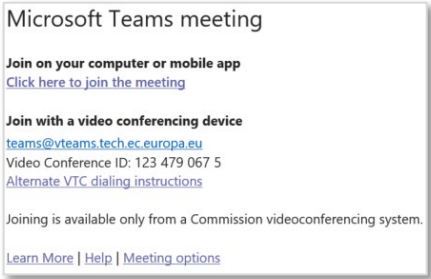 Microsoft Teams meeting
Join on your computer or mobile app
Click here to join the meeting
Join with a video conferencing device
teams@vteams.tech.ec.europa.eu
Video Conference ID: 123 479 067 5
Alternate VTC dialing instructions
Joining is available only from a Commission videoconferencing system.
Learn More | Help | Meeting options